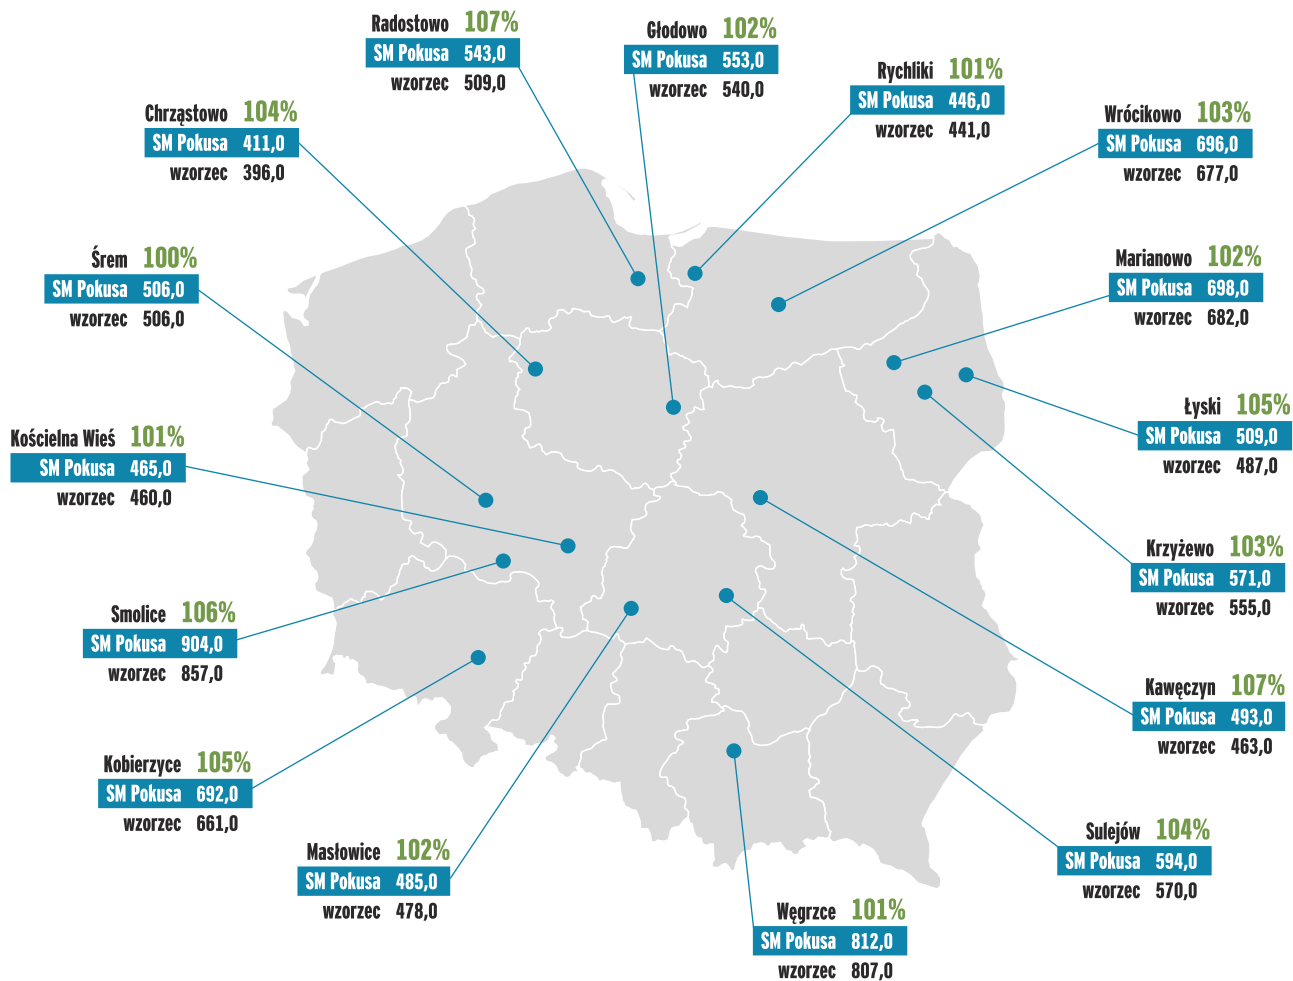 Radostowo 107%
SM Pokusa 543,0
wzorzec 509,0
Głodowo 102%
SM Pokusa 553,0
wzorzec 540,0
Rychliki 101%
SM Pokusa 446,0
wzorzec 441,0
Chrząstowo 104%
SM Pokusa 411,0
wzorzec 396,0
Wrócikowo 103%
SM Pokusa 696,0
wzorzec 677,0
Śrem 100%
SM Pokusa 506,0
wzorzec 506,0
Marianowo 102%
SM Pokusa 698,0
wzorzec 682,0
Łyski 105%
SM Pokusa 509,0
wzorzec 487,0
Kościelna Wieś 101%
SM Pokusa 465,0
wzorzec 460,0
Krzyżewo 103%
SM Pokusa 571,0
wzorzec 555,0
Smolice 106%
SM Pokusa 904,0
wzorzec 857,0
Kawęczyn 107%
SM Pokusa 493,0
wzorzec 463,0
Kobierzyce 105%
SM Pokusa 692,0
wzorzec 661,0
Sulejów 104%
SM Pokusa 594,0
wzorzec 570,0
Masłowice 102%
SM Pokusa 485,0
wzorzec 478,0
Węgrzce 101%
SM Pokusa 812,0
wzorzec 807,0